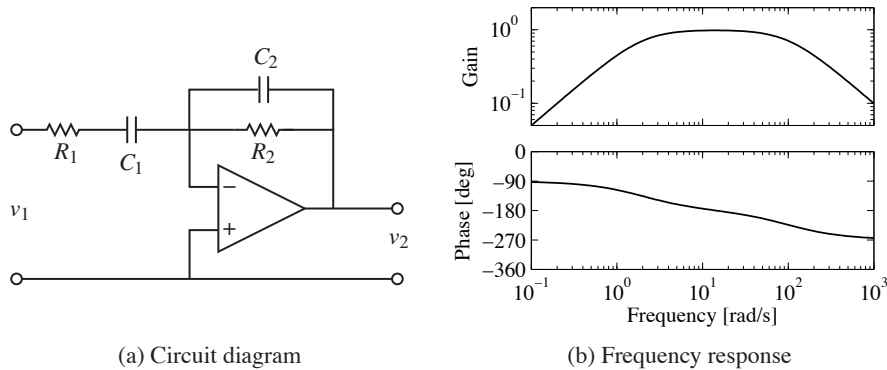 C2
R1
C1
R2
−
+
v1
v2
(a) Circuit diagram
10^0
10^−1
Gain
0
−90
−180
−270
−360
Phase [deg]
10^−1 10^0 10^1 10^2 10^3
Frequency [rad/s]
(b) Frequency response